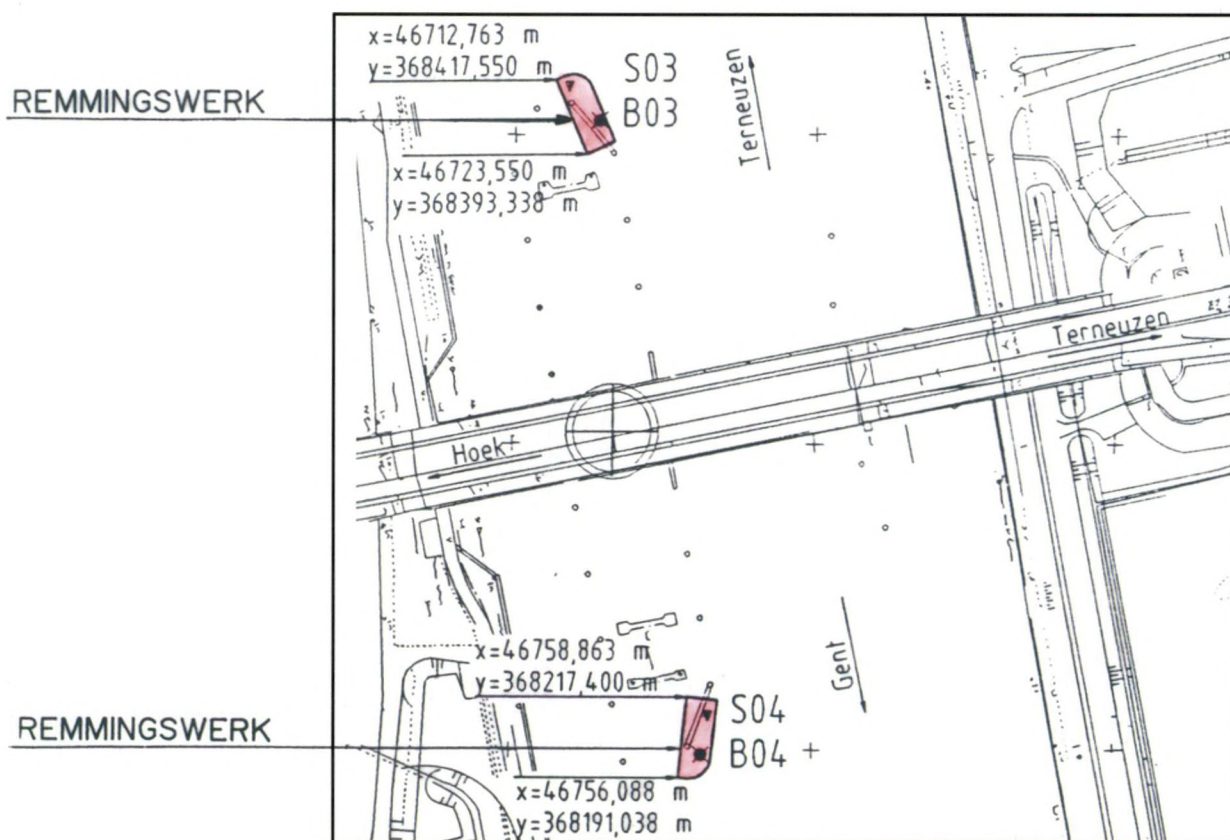 x=46712,763 m
y=368417,550 m
S03
REMMINGSWERK
B03
Terneuzen
x=46723,550 m
y=368393,338 m
Terneuzen
Hoek
x=46758,863 m
y=368217,400 m
Gent
S04
REMMINGSWERK
B04
x=46756,088 m
y=368191,038 m